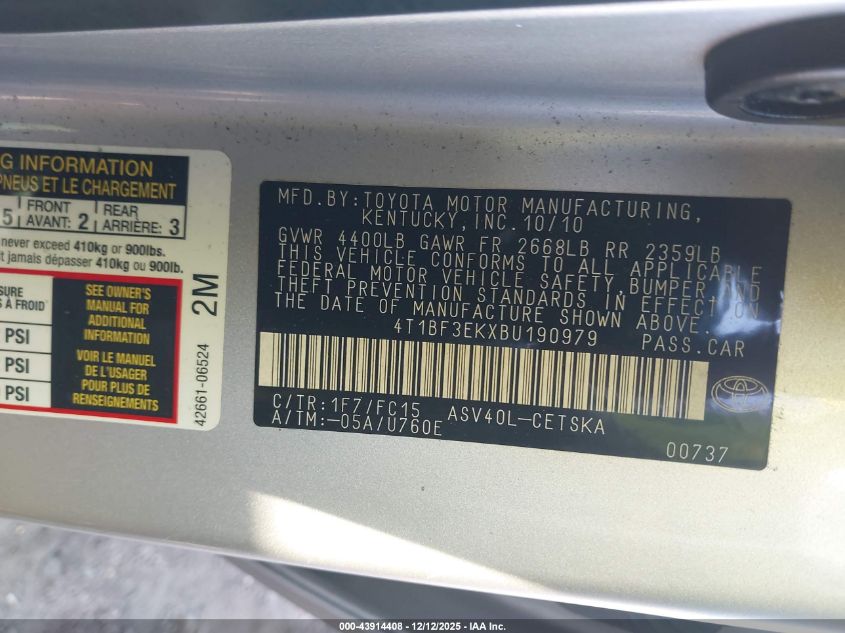 G INFORMATION
PNEUS ET LE CHARGEMENT
5 FRONT AVANT: 2 REAR ARRIÈRE: 3
never exceed 410kg or 900lbs.
t jamais dépasser 410kg ou 900lb.
SURE
S À FROID
PSI
PSI
PSI
SEE OWNER'S
MANUAL FOR
ADDITIONAL
INFORMATION
VOIR LE MANUEL
DE L'USAGER
POUR PLUS DE
RENSEIGNEMENTS
2M
42661-06524
MFD.BY:TOYOTA MOTOR MANUFACTURING,
KENTUCKY, INC. 10/10
GVWR 4400LB GAWR FR 2668LB RR 2359LB
THIS VEHICLE CONFORMS TO ALL APPLICABLE
FEDERAL MOTOR VEHICLE SAFETY, BUMPER AND
THEFT PREVENTION STANDARDS IN EFFECT ON
THE DATE OF MANUFACTURE SHOWN ABOVE.
4T1BF3EKXBU190979 PASS.CAR
C/TR:1F7/FC15 ASV40L-CETSKA
A/TM:-05A/U760E
00737
000-43914408 - 12/12/2025 - IAA Inc.